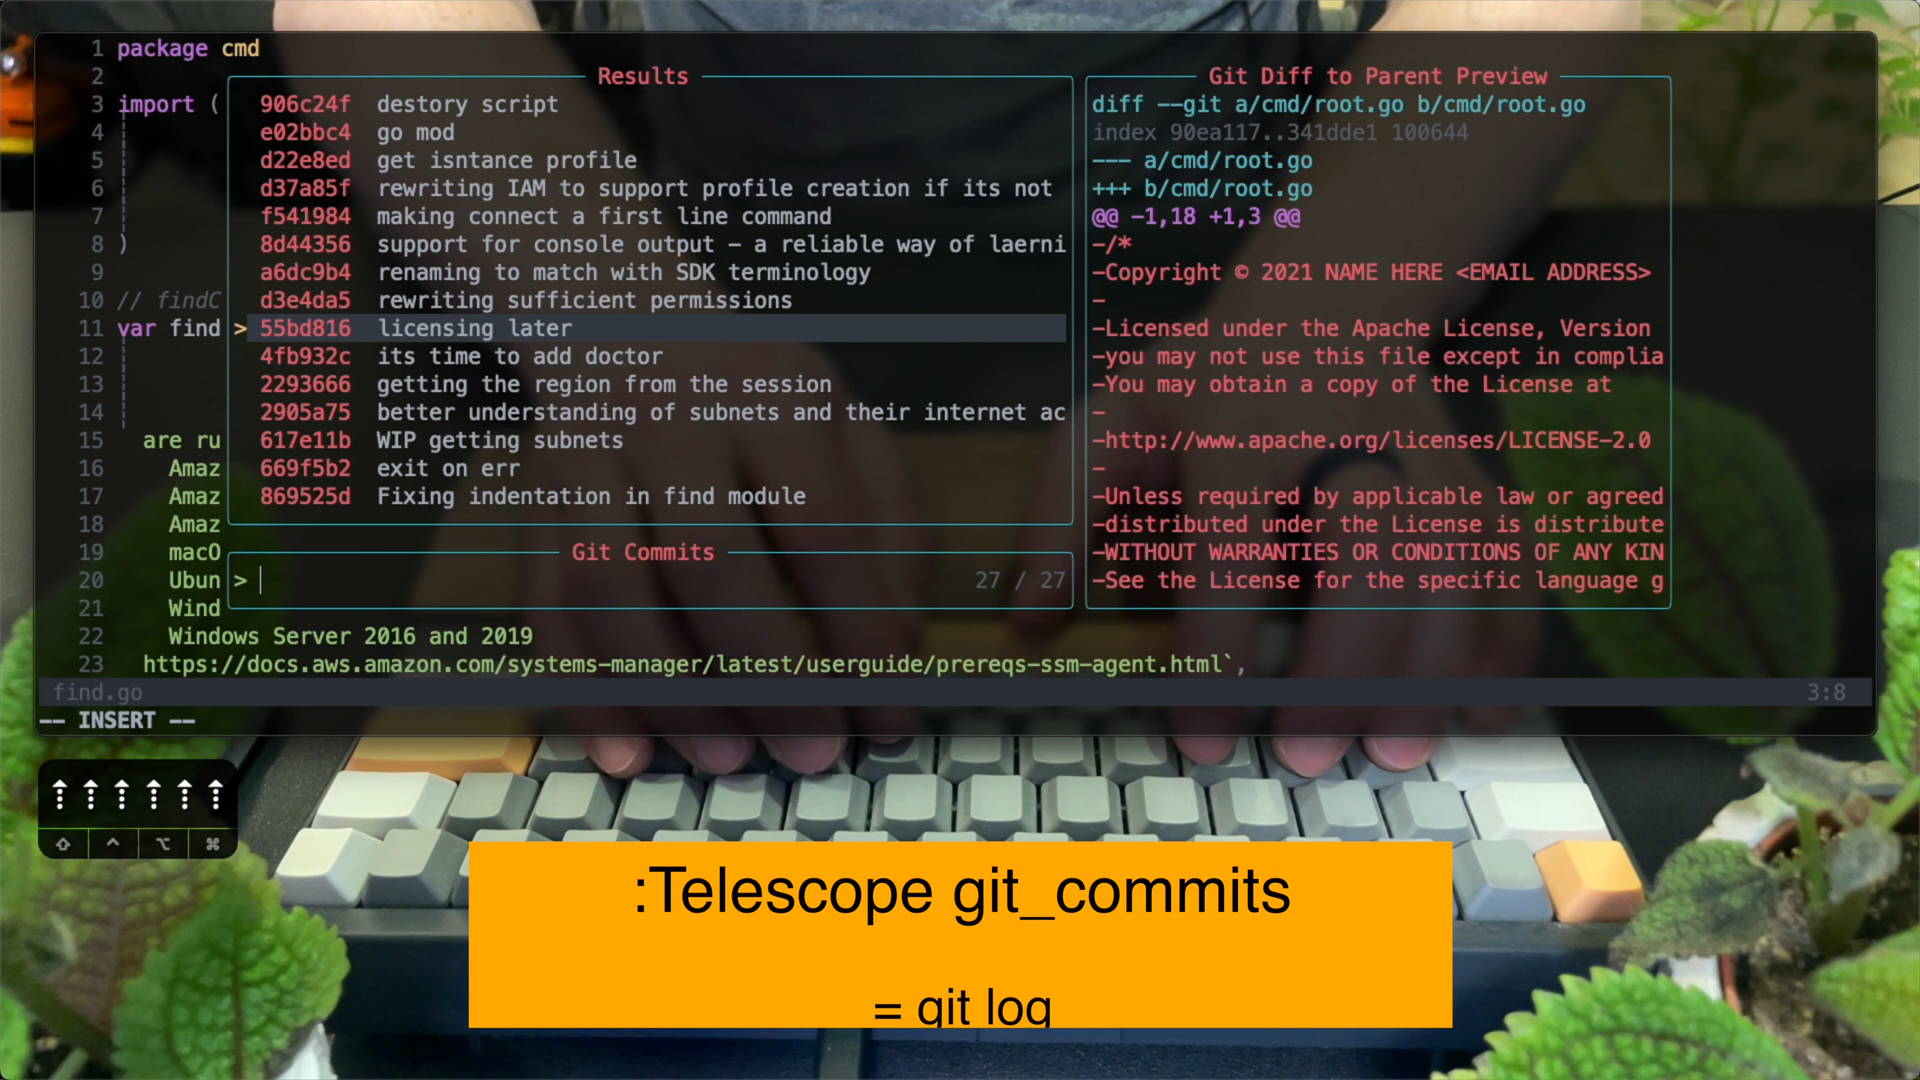 1 package cmd
2
3 import (
4
5
6
7
8 )
9
10 // findC
11 var find
12
13
14
15 are ru
16 Amaz
17 Amaz
18 Amaz
19 macO
20 Ubun
21 Wind
22 Windows Server 2016 and 2019
23 https://docs.aws.amazon.com/systems-manager/latest/userguide/prereqs-ssm-agent.html`,
Results
906c24f destory script
e02bbc4 go mod
d22e8ed get isntance profile
d37a85f rewriting IAM to support profile creation if its not
f541984 making connect a first line command
8d44356 support for console output - a reliable way of laerni
a6dc9b4 renaming to match with SDK terminology
d3e4da5 rewriting sufficient permissions
> 55bd816 licensing later
4fb932c its time to add doctor
2293666 getting the region from the session
2905a75 better understanding of subnets and their internet ac
617e11b WIP getting subnets
669f5b2 exit on err
869525d Fixing indentation in find module
Git Commits
> 27 / 27
Git Diff to Parent Preview
diff --git a/cmd/root.go b/cmd/root.go
index 90ea117..341dde1 100644
--- a/cmd/root.go
+++ b/cmd/root.go
@@ -1,18 +1,3 @@
-/*
-Copyright © 2021 NAME HERE <EMAIL ADDRESS>
-
-Licensed under the Apache License, Version
-you may not use this file except in complia
-You may obtain a copy of the License at
-
-http://www.apache.org/licenses/LICENSE-2.0
-
-Unless required by applicable law or agreed
-distributed under the License is distribute
-WITHOUT WARRANTIES OR CONDITIONS OF ANY KIN
-See the License for the specific language g
find.go 3:8
-- INSERT --
:Telescope git_commits
= git log